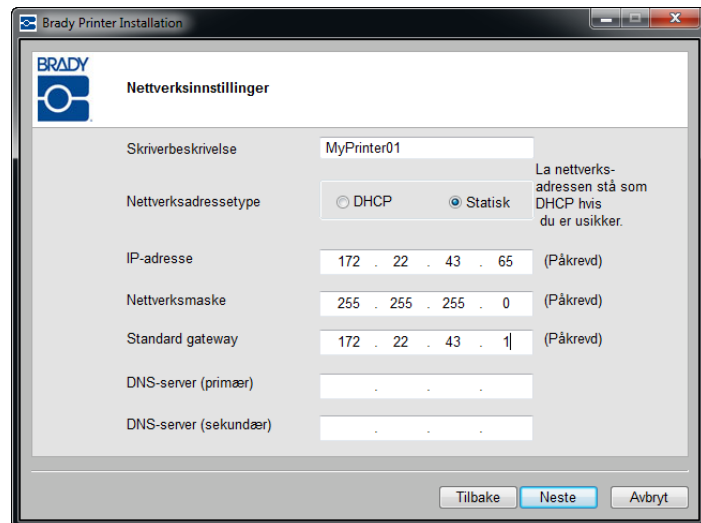 Brady Printer Installation
BRADY
Nettverksinnstillinger
Skriverbeskrivelse MyPrinter01
Nettverksadressetype DHCP Statisk
La nettverks-
adressen stå som
DHCP hvis
du er usikker.
IP-adresse 172 . 22 . 43 . 65 (Påkrevd)
Nettverksmaske 255 . 255 . 255 . 0 (Påkrevd)
Standard gateway 172 . 22 . 43 . 1 (Påkrevd)
DNS-server (primær) . . .
DNS-server (sekundær) . . .
Tilbake Neste Avbryt